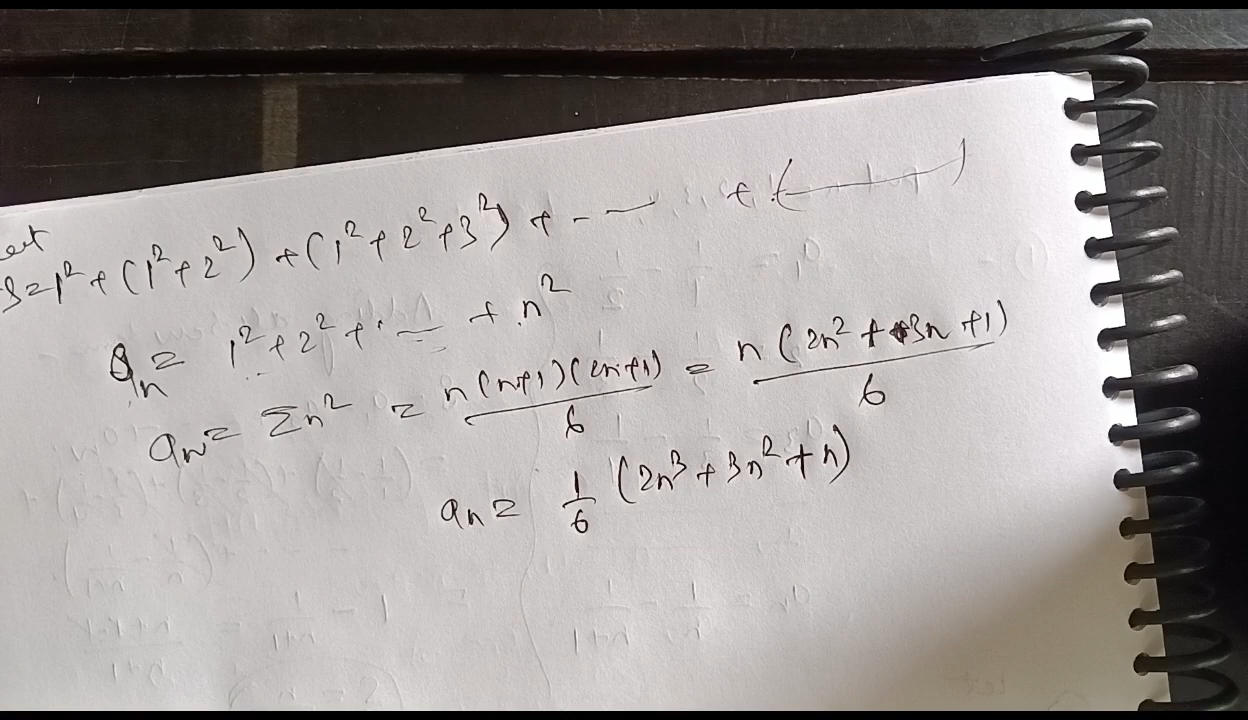 S=1²+(1²+2²)+(1²+2²+3²)+-— +(——)
an= 1²+2²+·= + n²
an= Σn² = n(n+1)(2n+1)/6 = n(2n²+3n+1)/6
an= 1/6 (2n³+3n²+n)